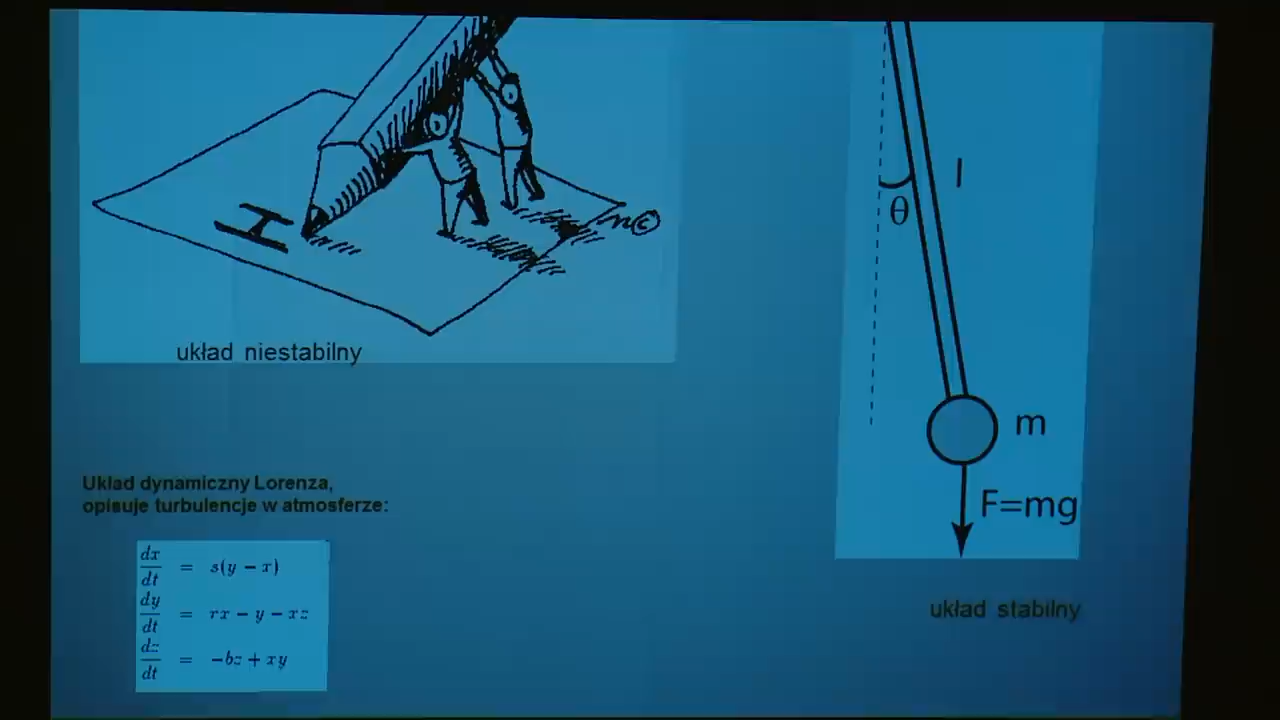 H
m©
układ niestabilny
l
θ
m
F=mg
układ stabilny
Układ dynamiczny Lorenza,
opisuje turbulencje w atmosferze:
dx/dt = s(y − x)
dy/dt = rx − y − xz
dz/dt = −bz + xy